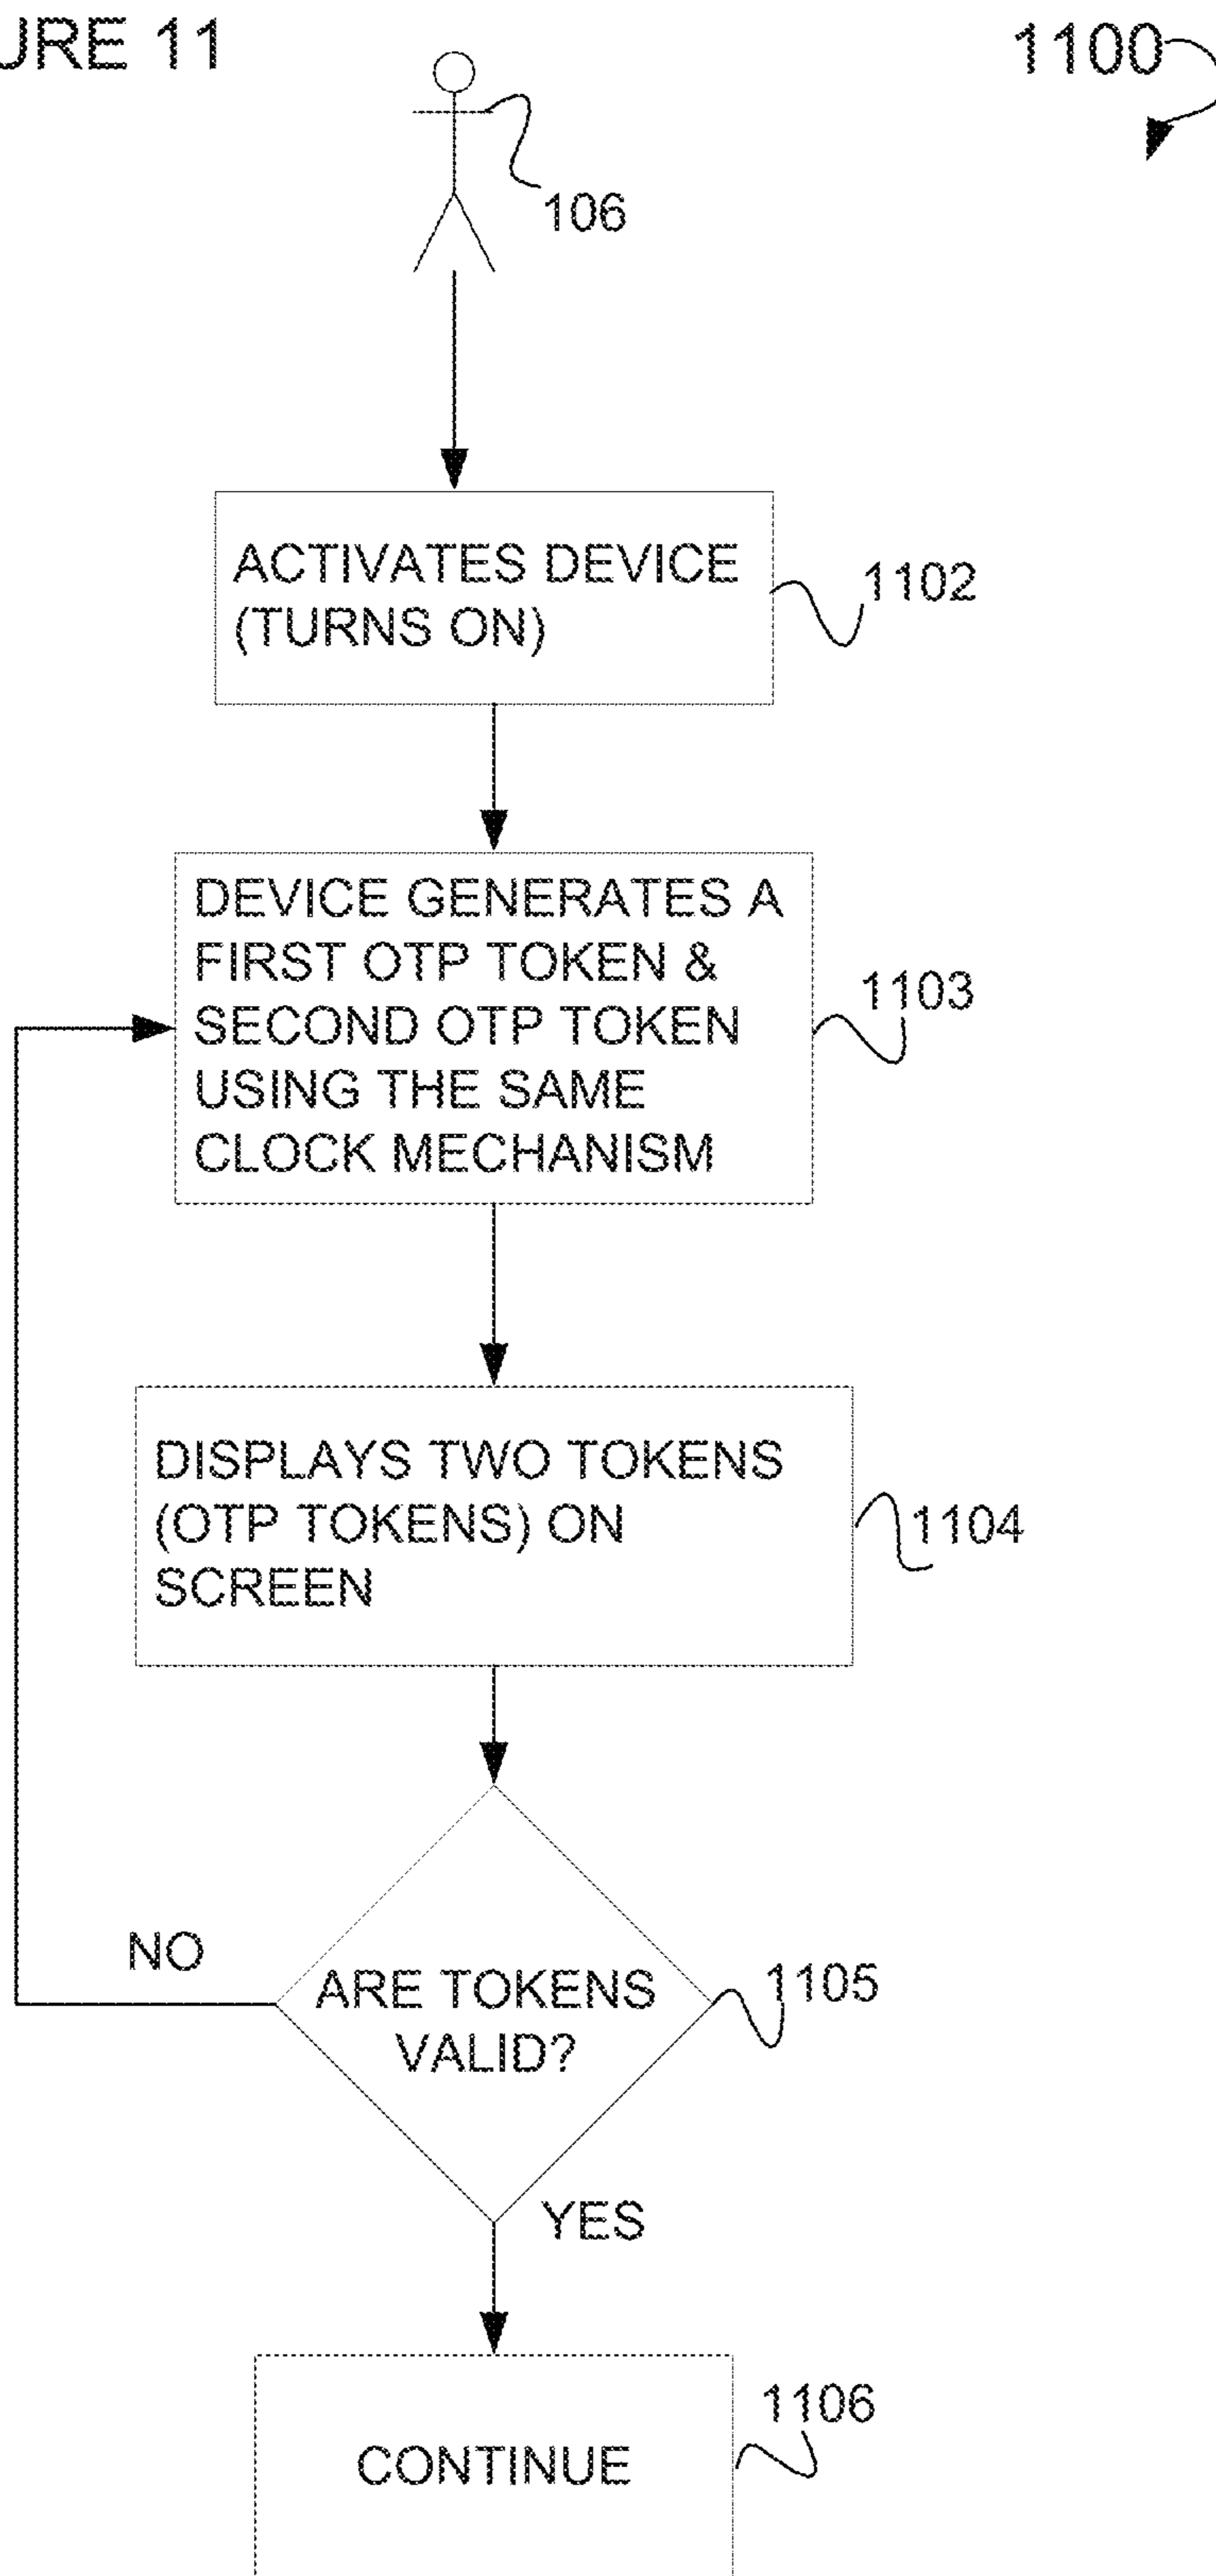 URE 11
1100
106
ACTIVATES DEVICE
(TURNS ON)
1102
DEVICE GENERATES A
FIRST OTP TOKEN &
SECOND OTP TOKEN
USING THE SAME
CLOCK MECHANISM
1103
DISPLAYS TWO TOKENS
(OTP TOKENS) ON
SCREEN
1104
NO
ARE TOKENS
VALID?
1105
YES
1106
CONTINUE